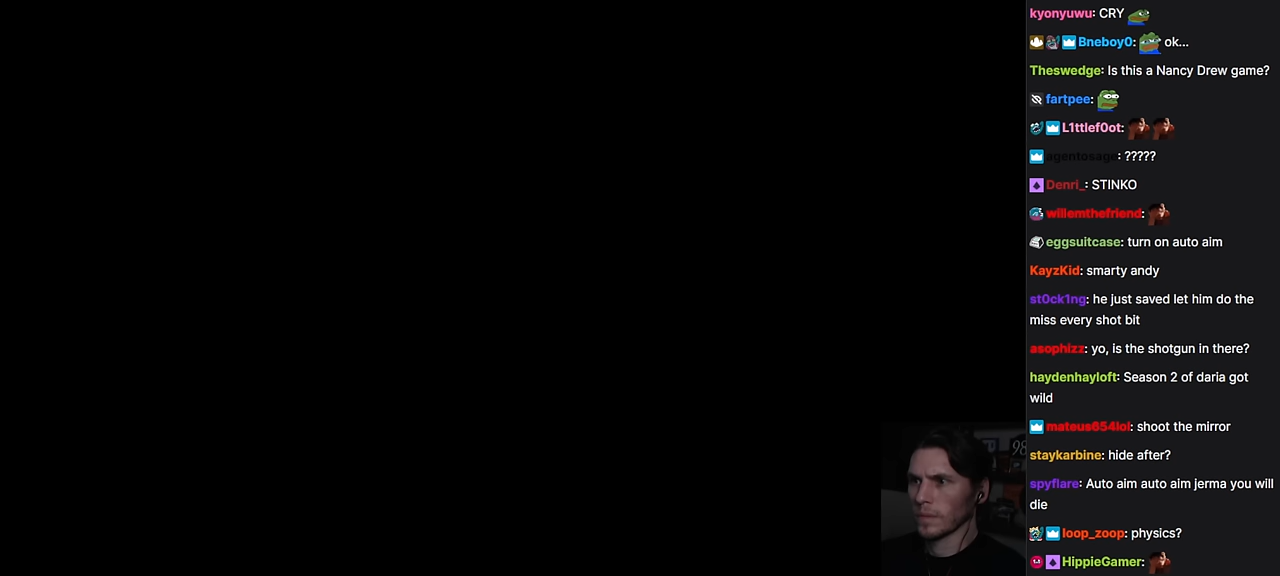 kyonyuwu: CRY
Bneboy0: ok...
Theswedge: Is this a Nancy Drew game?
fartpee:
L1ttlef0ot:
agentosage: ?????
Denri_: STINKO
willemthefriend:
eggsuitcase: turn on auto aim
KayzKid: smarty andy
st0ck1ng: he just saved let him do the
miss every shot bit
asophizz: yo, is the shotgun in there?
haydenhayloft: Season 2 of daria got
wild
mateus654lol: shoot the mirror
staykarbine: hide after?
spyflare: Auto aim auto aim jerma you will
die
loop_zoop: physics?
HippieGamer:
98